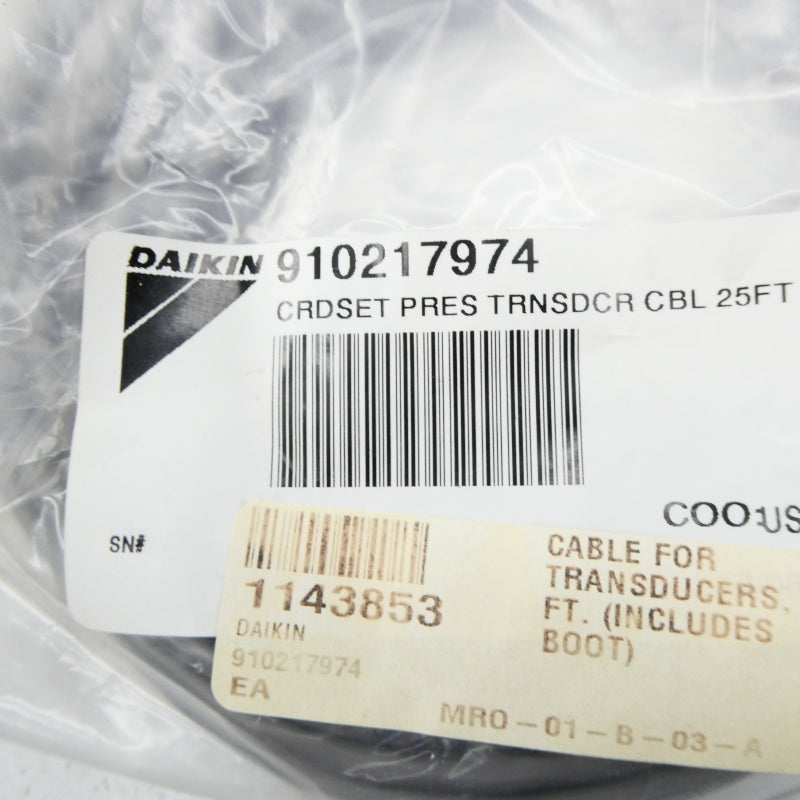 DAIKIN 910217974
CRDSET PRES TRNSDCR CBL 25FT
COO:US
SN#
1143853
DAIKIN
910217974
EA
CABLE FOR
TRANSDUCERS.
FT. (INCLUDES
BOOT)
MRO-01-B-03-A